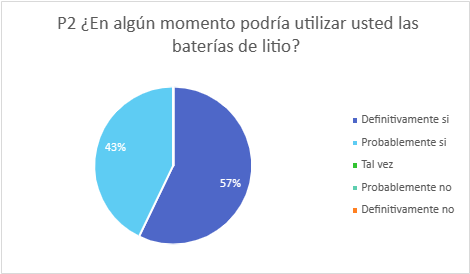 P2 ¿En algún momento podría utilizar usted las
baterías de litio?
43%
57%
Definitivamente si
Probablemente si
Tal vez
Probablemente no
Definitivamente no